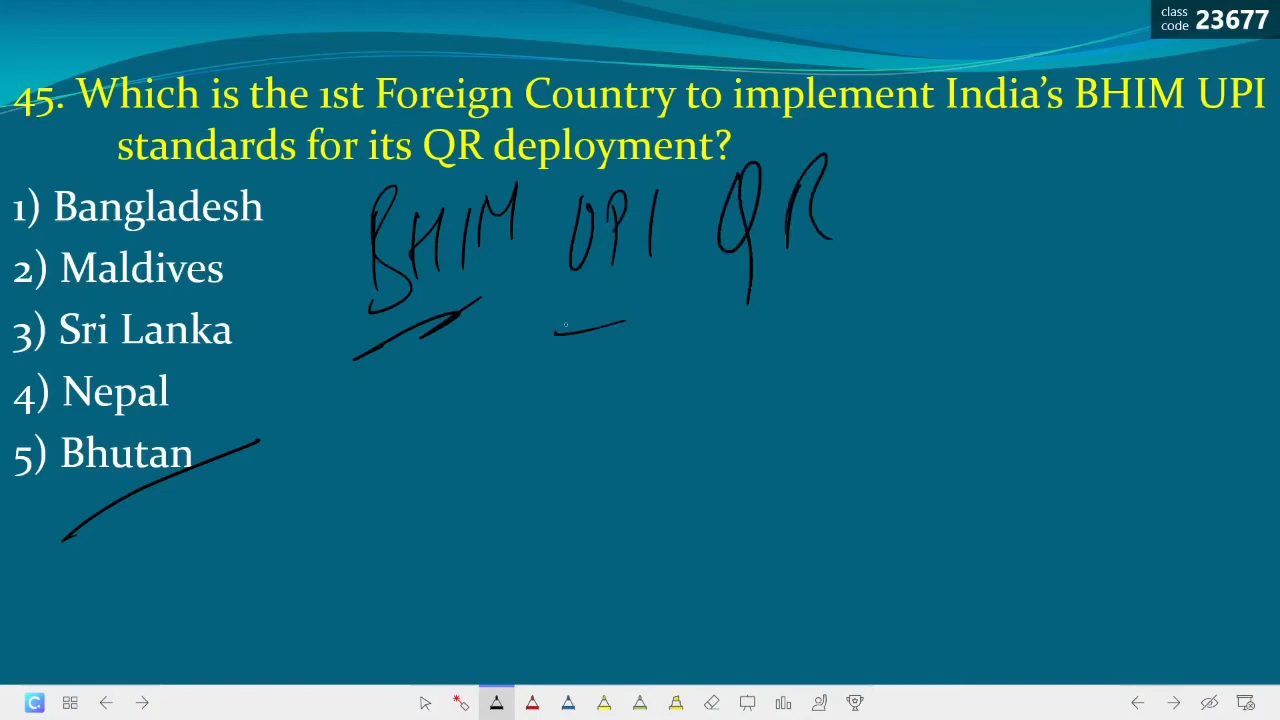 class
code 23677
45. Which is the 1st Foreign Country to implement India's BHIM UPI
standards for its QR deployment?
1) Bangladesh
2) Maldives
3) Sri Lanka
4) Nepal
5) Bhutan
BHIM UPI QR